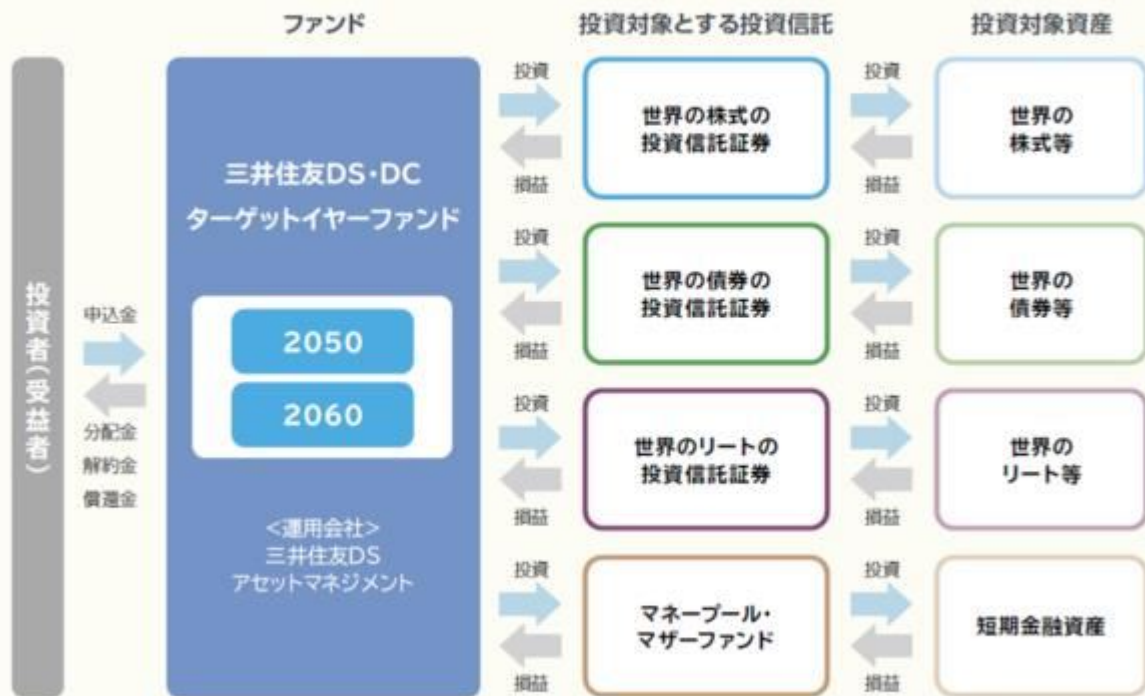 ファンド
投資対象とする投資信託
投資対象資産
投資者(受益者)
申込金
分配金
解約金
償還金
三井住友DS・DC
ターゲットイヤーファンド
2050
2060
<運用会社>
三井住友DS
アセットマネジメント
投資
損益
世界の株式の
投資信託証券
投資
損益
世界の
株式等
投資
損益
世界の債券の
投資信託証券
投資
損益
世界の
債券等
投資
損益
世界のリートの
投資信託証券
投資
損益
世界の
リート等
投資
損益
マネープール・
マザーファンド
投資
損益
短期金融資産